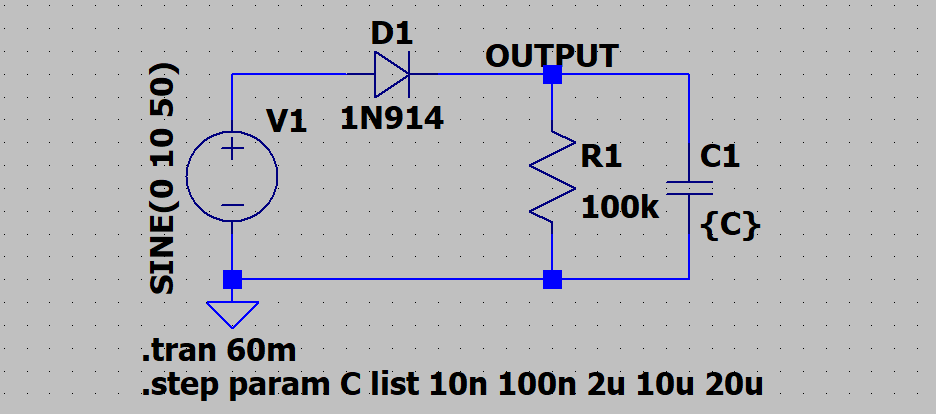 D1
OUTPUT
SINE(0 10 50)
V1
1N914
R1
100k
C1
{C}
.tran 60m
.step param C list 10n 100n 2u 10u 20u